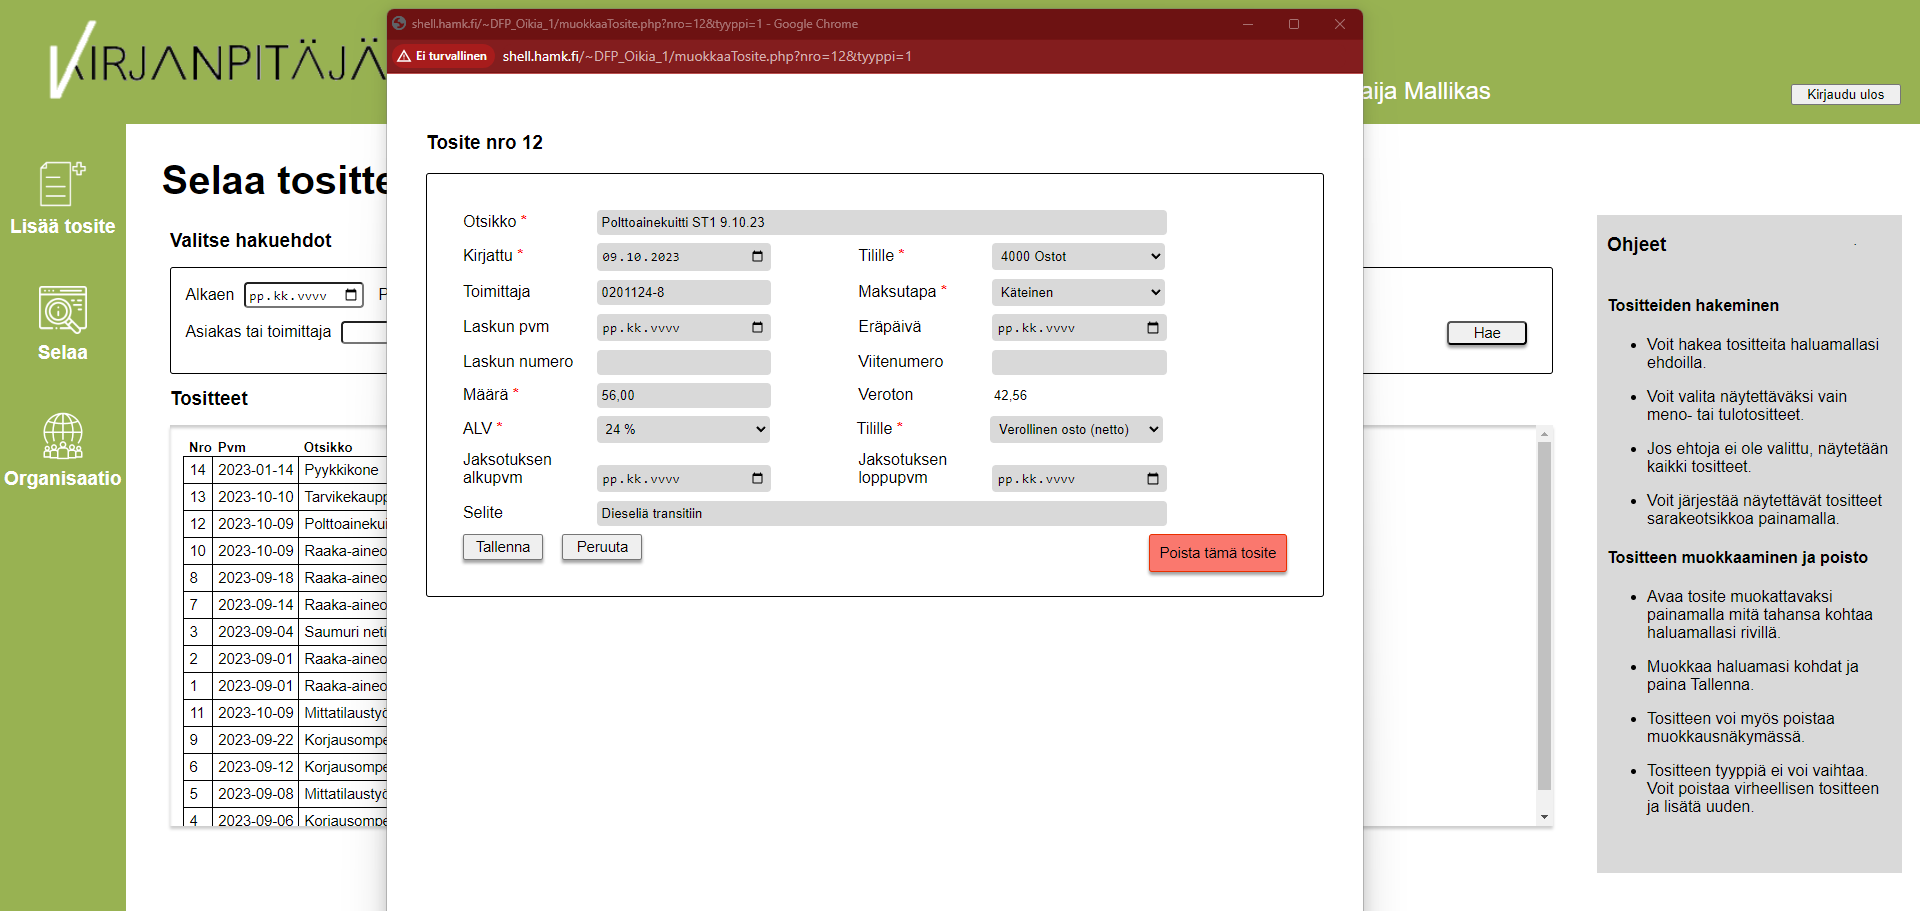 shell.hamk.fi/~DFP_Oikia_1/muokkaaTosite.php?nro=12&tyyppi=1 - Google Chrome
Ei turvallinen shell.hamk.fi/~DFP_Oikia_1/muokkaaTosite.php?nro=12&tyyppi=1
KIRJANPITÄJÄ
aija Mallikas
Kirjaudu ulos
Lisää tosite
Selaa
Organisaatio
Selaa tositte
Valitse hakuehdot
Alkaen pp.kk.vvvv P
Asiakas tai toimittaja
Hae
Tositteet
Nro Pvm Otsikko
14 2023-01-14 Pyykkikone
13 2023-10-10 Tarvikekaupp
12 2023-10-09 Polttoainekui
10 2023-10-09 Raaka-aineo
8 2023-09-18 Raaka-aineo
7 2023-09-14 Raaka-aineo
3 2023-09-04 Saumuri neti
2 2023-09-01 Raaka-aineo
1 2023-09-01 Raaka-aineo
11 2023-10-09 Mittatilaustyö
9 2023-09-22 Korjausompe
6 2023-09-12 Korjausompe
5 2023-09-08 Mittatilaustyö
4 2023-09-06 Korjausompe
Tosite nro 12
Otsikko * Polttoainekuitti ST1 9.10.23
Kirjattu * 09.10.2023 Tilille * 4000 Ostot
Toimittaja 0201124-8 Maksutapa * Käteinen
Laskun pvm pp.kk.vvvv Eräpäivä pp.kk.vvvv
Laskun numero Viitenumero
Määrä * 56,00 Veroton 42,56
ALV * 24 % Tilille * Verollinen osto (netto)
Jaksotuksen alkupvm pp.kk.vvvv Jaksotuksen loppupvm pp.kk.vvvv
Selite Dieseliä transitiin
Tallenna Peruuta Poista tämä tosite
Ohjeet
Tositteiden hakeminen
• Voit hakea tositteita haluamallasi
ehdoilla.
• Voit valita näytettäväksi vain
meno- tai tulotositteet.
• Jos ehtoja ei ole valittu, näytetään
kaikki tositteet.
• Voit järjestää näytettävät tositteet
sarakeotsikkoa painamalla.
Tositteen muokkaaminen ja poisto
• Avaa tosite muokattavaksi
painamalla mitä tahansa kohtaa
haluamallasi rivillä.
• Muokkaa haluamasi kohdat ja
paina Tallenna.
• Tositteen voi myös poistaa
muokkausnäkymässä.
• Tositteen tyyppiä ei voi vaihtaa.
Voit poistaa virheellisen tositteen
ja lisätä uuden.